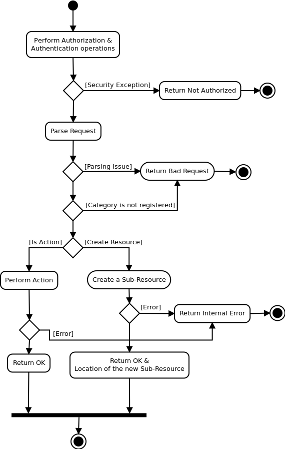 Perform Authorization &
Authentication operations
[Security Exception]
Return Not Authorized
Parse Request
[Parsing Issue]
Return Bad Request
[Category is not registered]
[Is Action]
[Create Resource]
Perform Action
Create a Sub-Resource
[Error]
Return Internal Error
[Error]
Return OK
Return OK &
Location of the new Sub-Resource